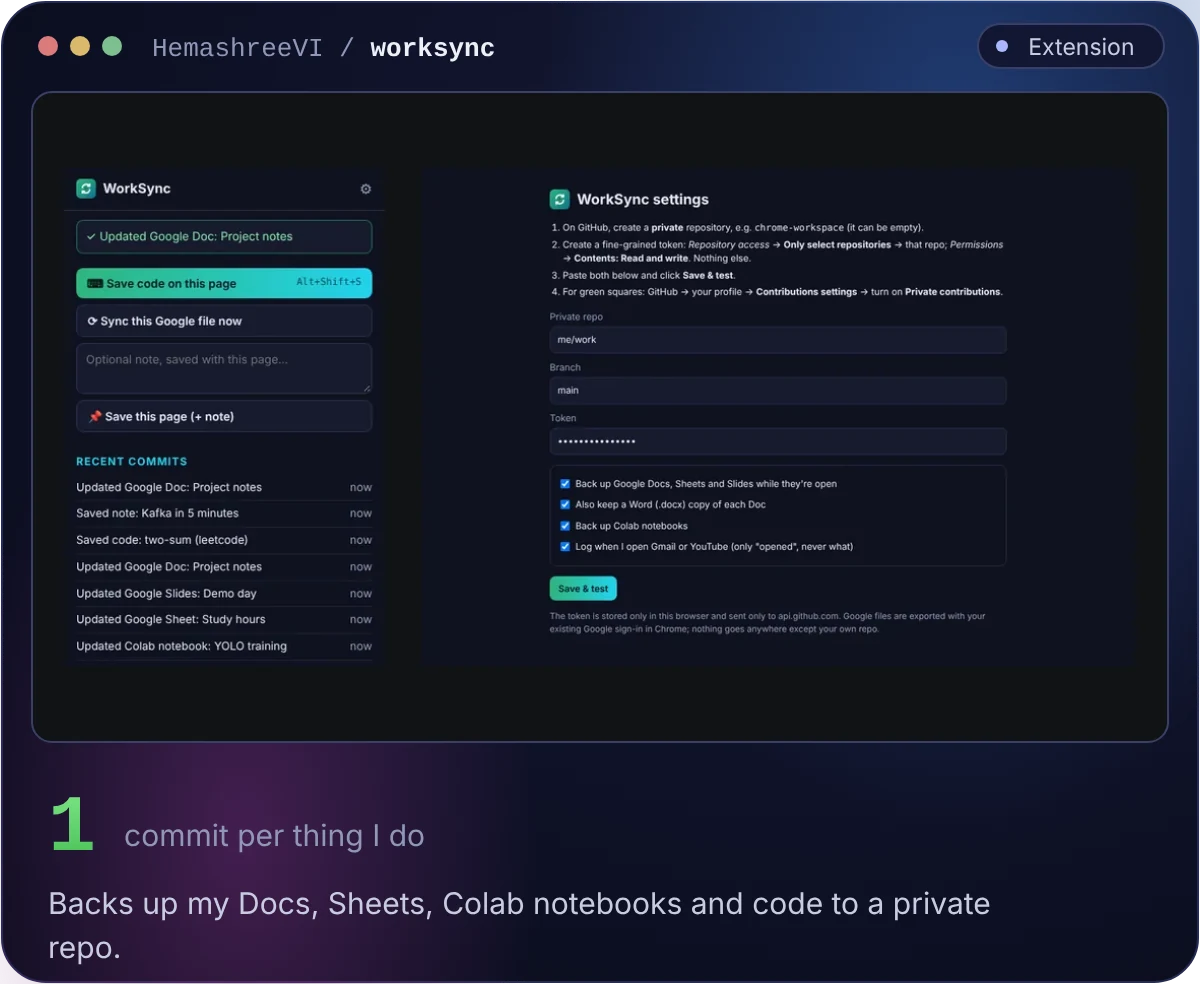 HemashreeVI / worksync
Extension
WorkSync
✓ Updated Google Doc: Project notes
Save code on this page Alt+Shift+S
⟳ Sync this Google file now
Optional note, saved with this page...
📌 Save this page (+ note)
RECENT COMMITS
Updated Google Doc: Project notes now
Saved note: Kafka in 5 minutes now
Saved code: two-sum (leetcode) now
Updated Google Doc: Project notes now
Updated Google Slides: Demo day now
Updated Google Sheet: Study hours now
Updated Colab notebook: YOLO training now
WorkSync settings
1. On GitHub, create a private repository, e.g. chrome-workspace (it can be empty).
2. Create a fine-grained token: Repository access → Only select repositories → that repo; Permissions
→ Contents: Read and write. Nothing else.
3. Paste both below and click Save & test.
4. For green squares: GitHub → your profile → Contributions settings → turn on Private contributions.
Private repo
me/work
Branch
main
Token
•••••••••••••••
Back up Google Docs, Sheets and Slides while they're open
Also keep a Word (.docx) copy of each Doc
Back up Colab notebooks
Log when I open Gmail or YouTube (only "opened", never what)
Save & test
The token is stored only in this browser and sent only to api.github.com. Google files are exported with your
existing Google sign-in in Chrome; nothing goes anywhere except your own repo.
1 commit per thing I do
Backs up my Docs, Sheets, Colab notebooks and code to a private
repo.